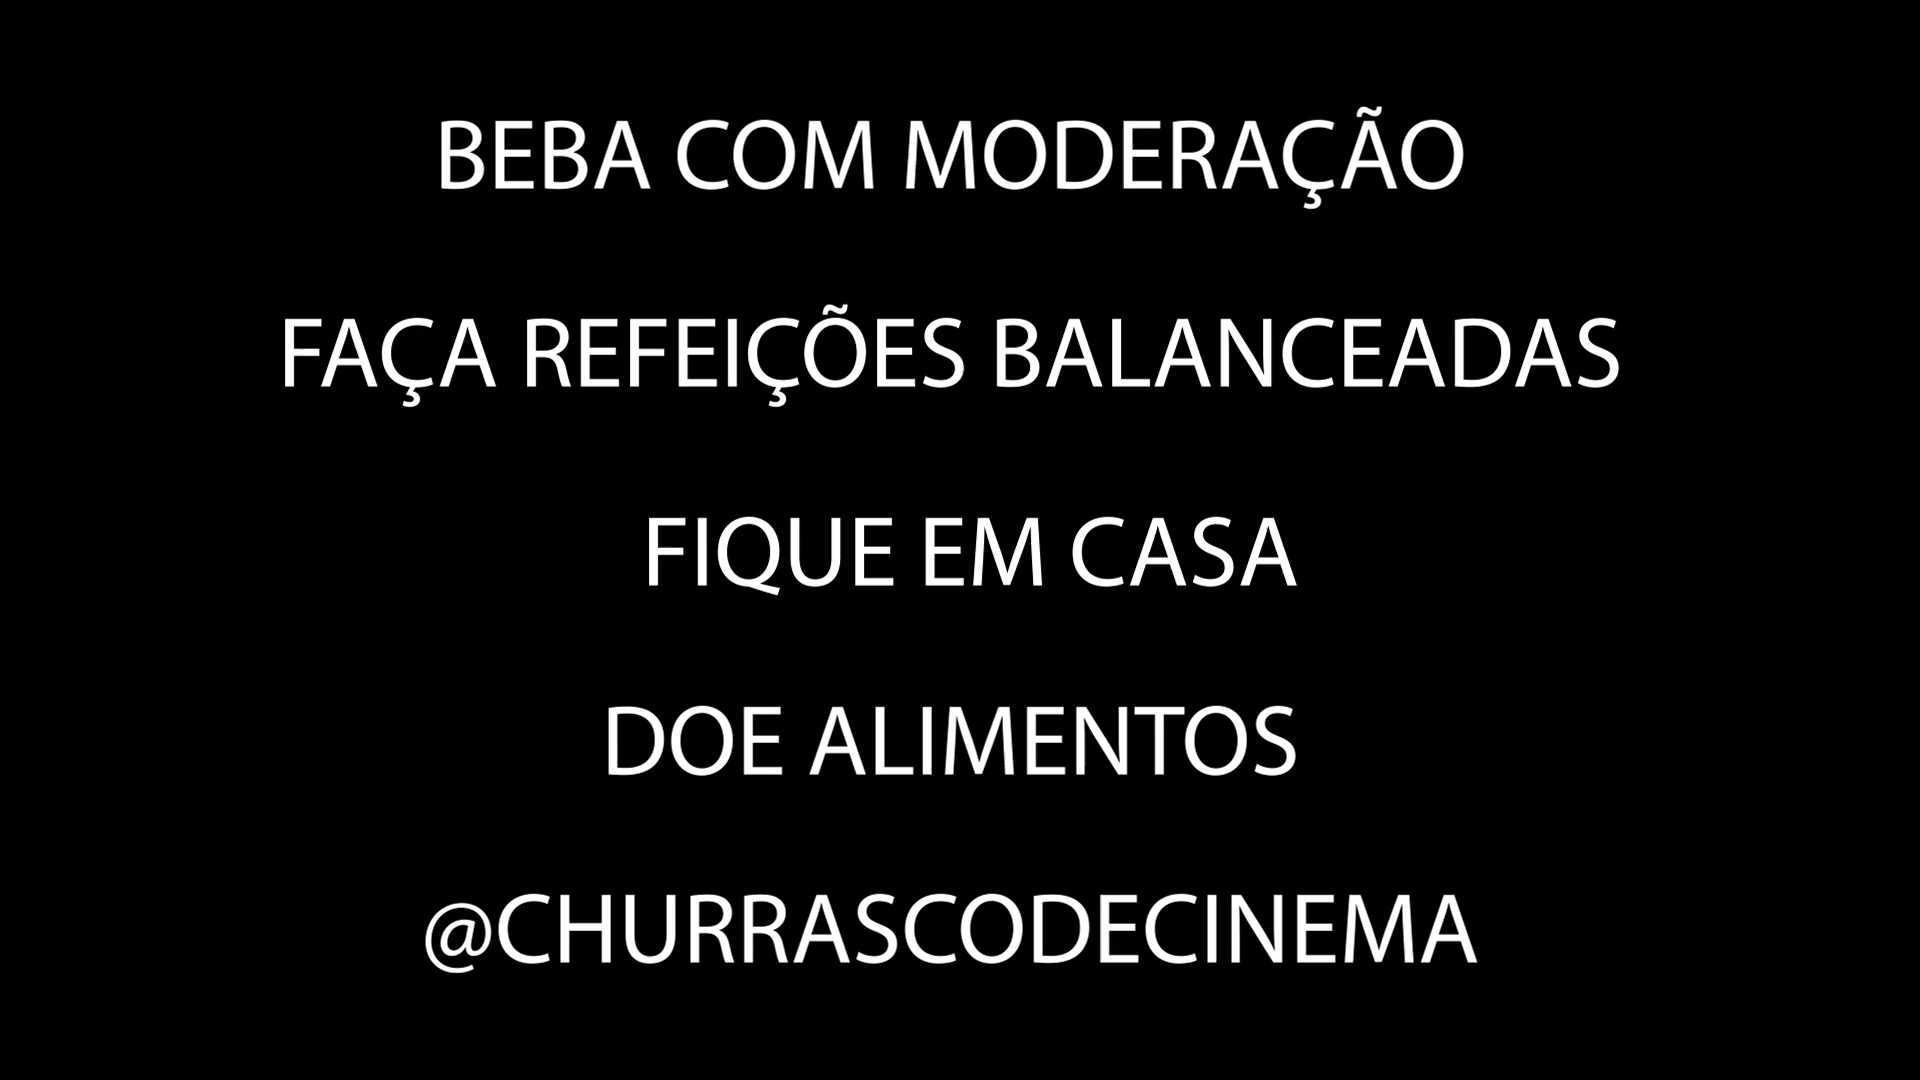 BEBA COM MODERAÇÃO
FAÇA REFEIÇÕES BALANCEADAS
FIQUE EM CASA
DOE ALIMENTOS
@CHURRASCODECINEMA